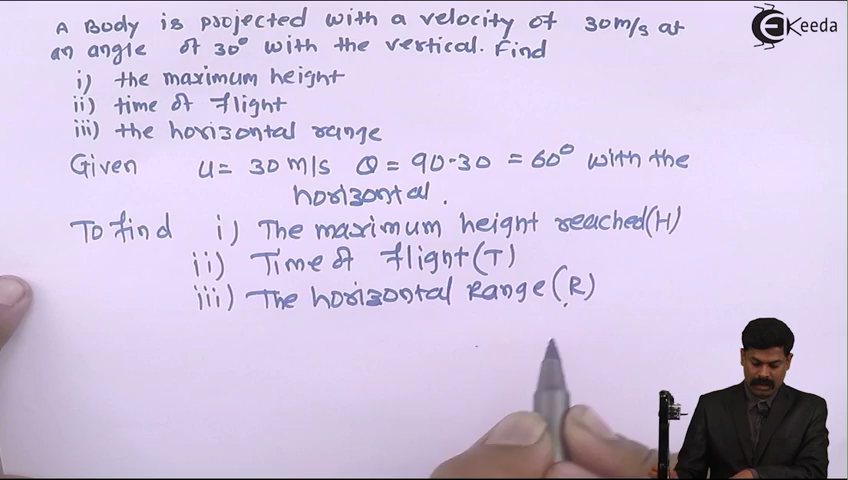 A Body is projected with a velocity of 30m/s at
an angle of 30° with the vertical. Find
i) the maximum height
ii) time of flight
iii) the horizontal range
Given u = 30 m/s θ = 90-30 = 60° with the
horizontal.
To find i) The maximum height reached (H)
ii) Time of flight (T)
iii) The horizontal Range (R)
Ekeeda